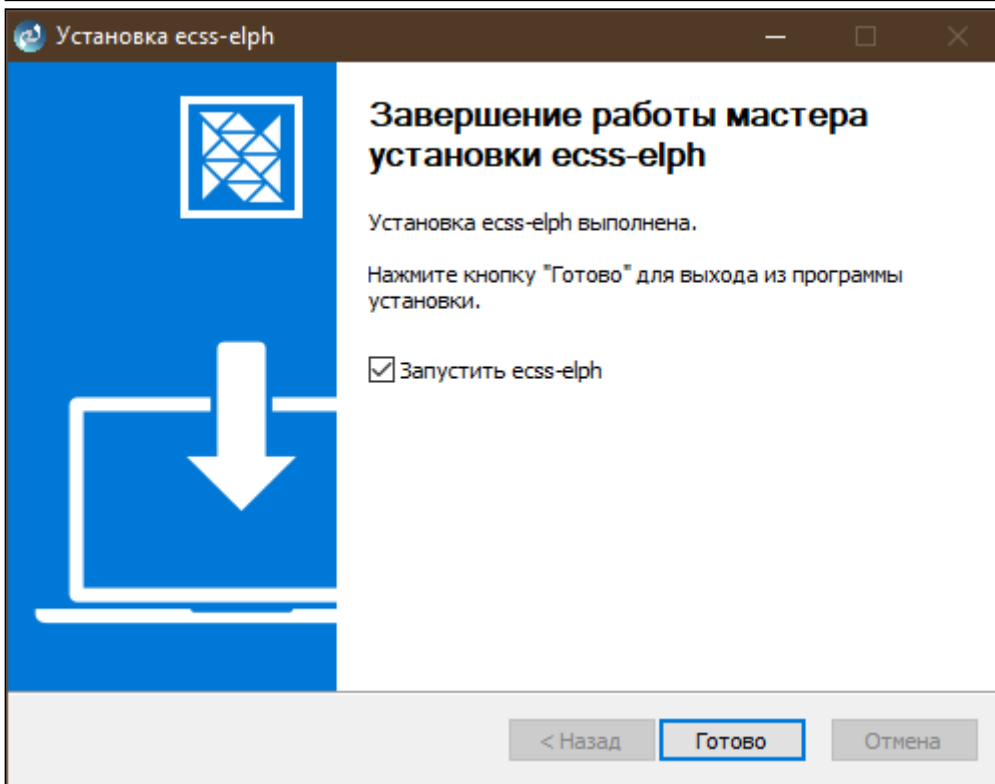 Установка ecss-elph
Завершение работы мастера
установки ecss-elph
Установка ecss-elph выполнена.
Нажмите кнопку "Готово" для выхода из программы
установки.
Запустить ecss-elph
< Назад
Готово
Отмена